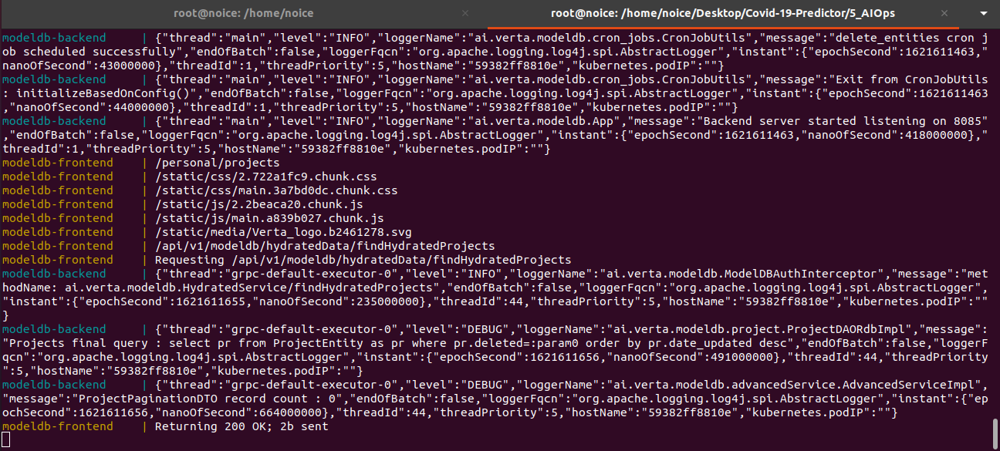 root@noice: /home/noice × root@noice: /home/noice/Desktop/Covid-19-Predictor/5_AIOps ×
modeldb-backend | {"thread":"main","level":"INFO","loggerName":"ai.verta.modeldb.cron_jobs.CronJobUtils","message":"delete_entities cron j
ob scheduled successfully","endOfBatch":false,"loggerFqcn":"org.apache.logging.log4j.spi.AbstractLogger","instant":{"epochSecond":1621611463,"
nanoOfSecond":43000000},"threadId":1,"threadPriority":5,"hostName":"59382ff8810e","kubernetes.podIP":""}
modeldb-backend | {"thread":"main","level":"INFO","loggerName":"ai.verta.modeldb.cron_jobs.CronJobUtils","message":"Exit from CronJobUtils
: initializeBasedOnConfig()","endOfBatch":false,"loggerFqcn":"org.apache.logging.log4j.spi.AbstractLogger","instant":{"epochSecond":1621611463
,"nanoOfSecond":44000000},"threadId":1,"threadPriority":5,"hostName":"59382ff8810e","kubernetes.podIP":""}
modeldb-backend | {"thread":"main","level":"INFO","loggerName":"ai.verta.modeldb.App","message":"Backend server started listening on 8085"
,"endOfBatch":false,"loggerFqcn":"org.apache.logging.log4j.spi.AbstractLogger","instant":{"epochSecond":1621611463,"nanoOfSecond":418000000},"
threadId":1,"threadPriority":5,"hostName":"59382ff8810e","kubernetes.podIP":""}
modeldb-frontend | /personal/projects
modeldb-frontend | /static/css/2.722a1fc9.chunk.css
modeldb-frontend | /static/css/main.3a7bd0dc.chunk.css
modeldb-frontend | /static/js/2.2beaca20.chunk.js
modeldb-frontend | /static/js/main.a839b027.chunk.js
modeldb-frontend | /static/media/Verta_logo.b2461278.svg
modeldb-frontend | /api/v1/modeldb/hydratedData/findHydratedProjects
modeldb-frontend | Requesting /api/v1/modeldb/hydratedData/findHydratedProjects
modeldb-backend | {"thread":"grpc-default-executor-0","level":"INFO","loggerName":"ai.verta.modeldb.ModelDBAuthInterceptor","message":"met
hodName: ai.verta.modeldb.HydratedService/findHydratedProjects","endOfBatch":false,"loggerFqcn":"org.apache.logging.log4j.spi.AbstractLogger",
"instant":{"epochSecond":1621611655,"nanoOfSecond":235000000},"threadId":44,"threadPriority":5,"hostName":"59382ff8810e","kubernetes.podIP":""
}
modeldb-backend | {"thread":"grpc-default-executor-0","level":"DEBUG","loggerName":"ai.verta.modeldb.project.ProjectDAORdbImpl","message":
"Projects final query : select pr from ProjectEntity as pr where pr.deleted=:param0 order by pr.date_updated desc","endOfBatch":false,"loggerF
qcn":"org.apache.logging.log4j.spi.AbstractLogger","instant":{"epochSecond":1621611656,"nanoOfSecond":491000000},"threadId":44,"threadPriority
":5,"hostName":"59382ff8810e","kubernetes.podIP":""}
modeldb-backend | {"thread":"grpc-default-executor-0","level":"DEBUG","loggerName":"ai.verta.modeldb.advancedService.AdvancedServiceImpl",
"message":"ProjectPaginationDTO record count : 0","endOfBatch":false,"loggerFqcn":"org.apache.logging.log4j.spi.AbstractLogger","instant":{"ep
ochSecond":1621611656,"nanoOfSecond":664000000},"threadId":44,"threadPriority":5,"hostName":"59382ff8810e","kubernetes.podIP":""}
modeldb-frontend | Returning 200 OK; 2b sent